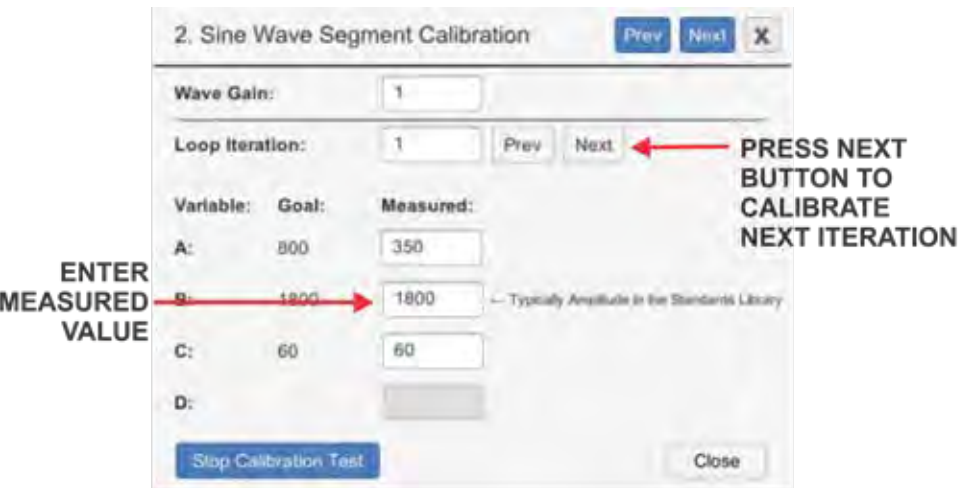 2. Sine Wave Segment Calibration Prev Next X
Wave Gain: 1
Loop Iteration: 1 Prev Next
PRESS NEXT
BUTTON TO
CALIBRATE
NEXT ITERATION
Variable: Goal: Measured:
A: 800 350
ENTER
MEASURED
VALUE
B: 1800 1800 ← Typically Amplitude in the Standards Library
C: 60 60
D:
Stop Calibration Test Close